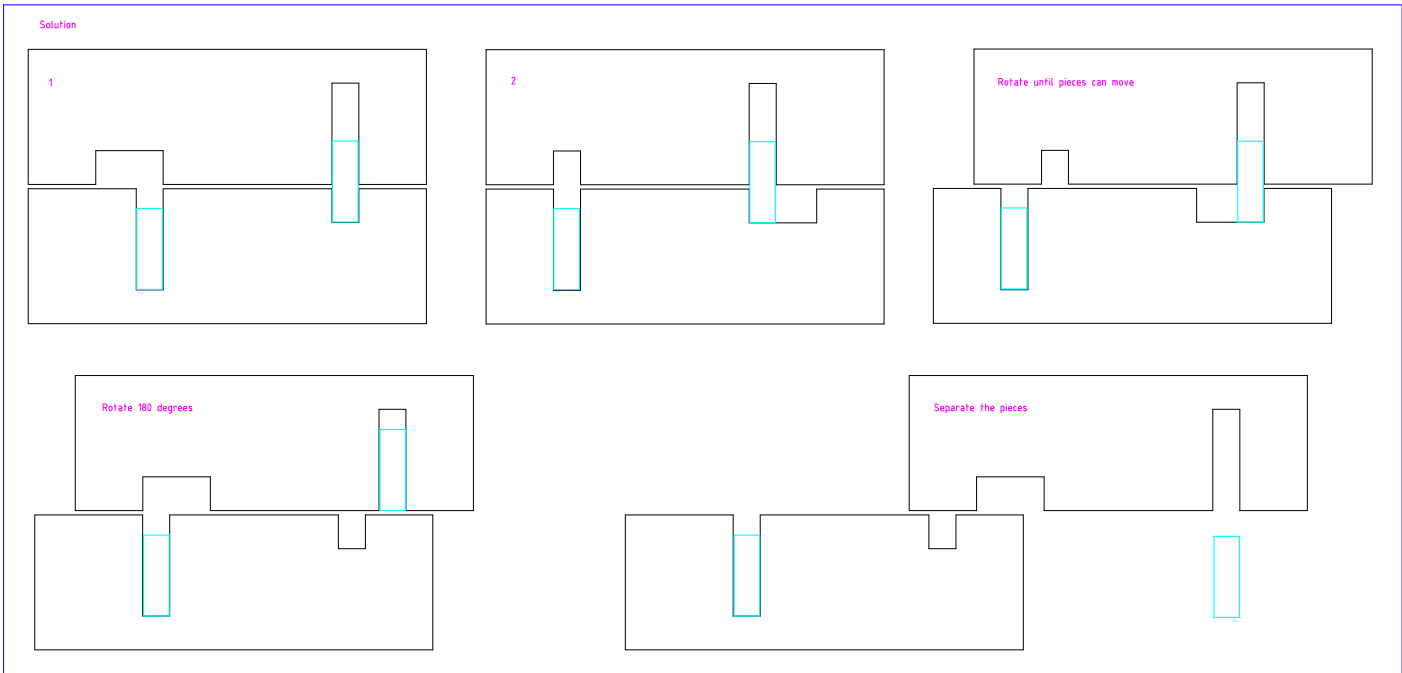 Solution
1
2
Rotate until pieces can move
Rotate 180 degrees
Separate the pieces